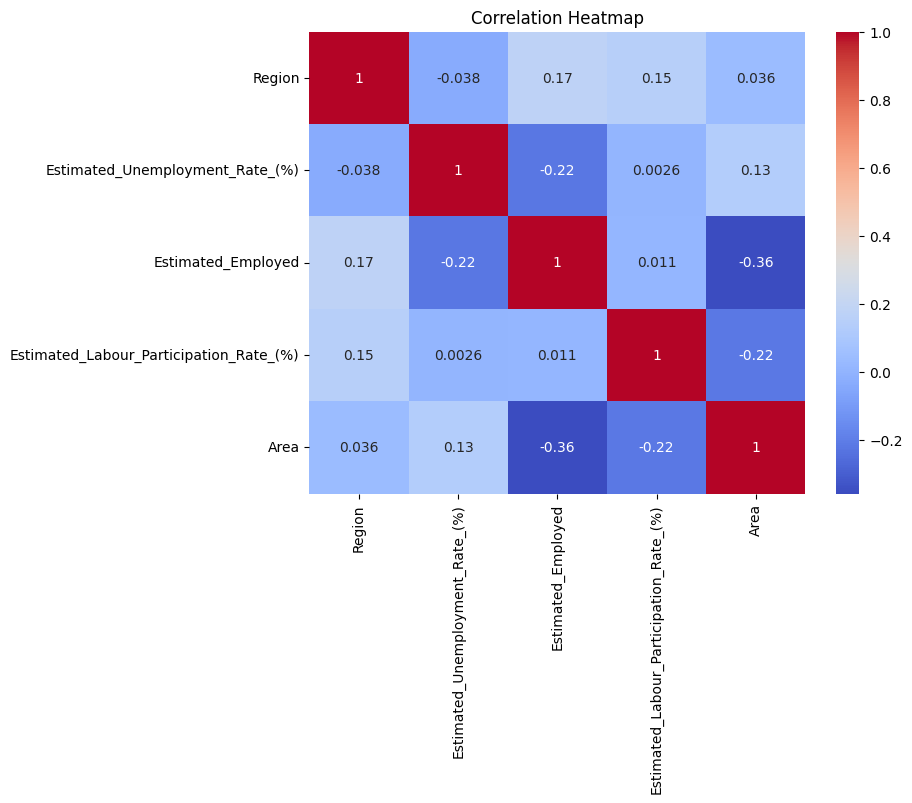 Correlation Heatmap
Region
1
-0.038
0.17
0.15
0.036
Estimated_Unemployment_Rate_(%)
-0.038
1
-0.22
0.0026
0.13
Estimated_Employed
0.17
-0.22
1
0.011
-0.36
Estimated_Labour_Participation_Rate_(%)
0.15
0.0026
0.011
1
-0.22
Area
0.036
0.13
-0.36
-0.22
1
Region
Estimated_Unemployment_Rate_(%)
Estimated_Employed
Estimated_Labour_Participation_Rate_(%)
Area
1.0
0.8
0.6
0.4
0.2
0.0
−0.2